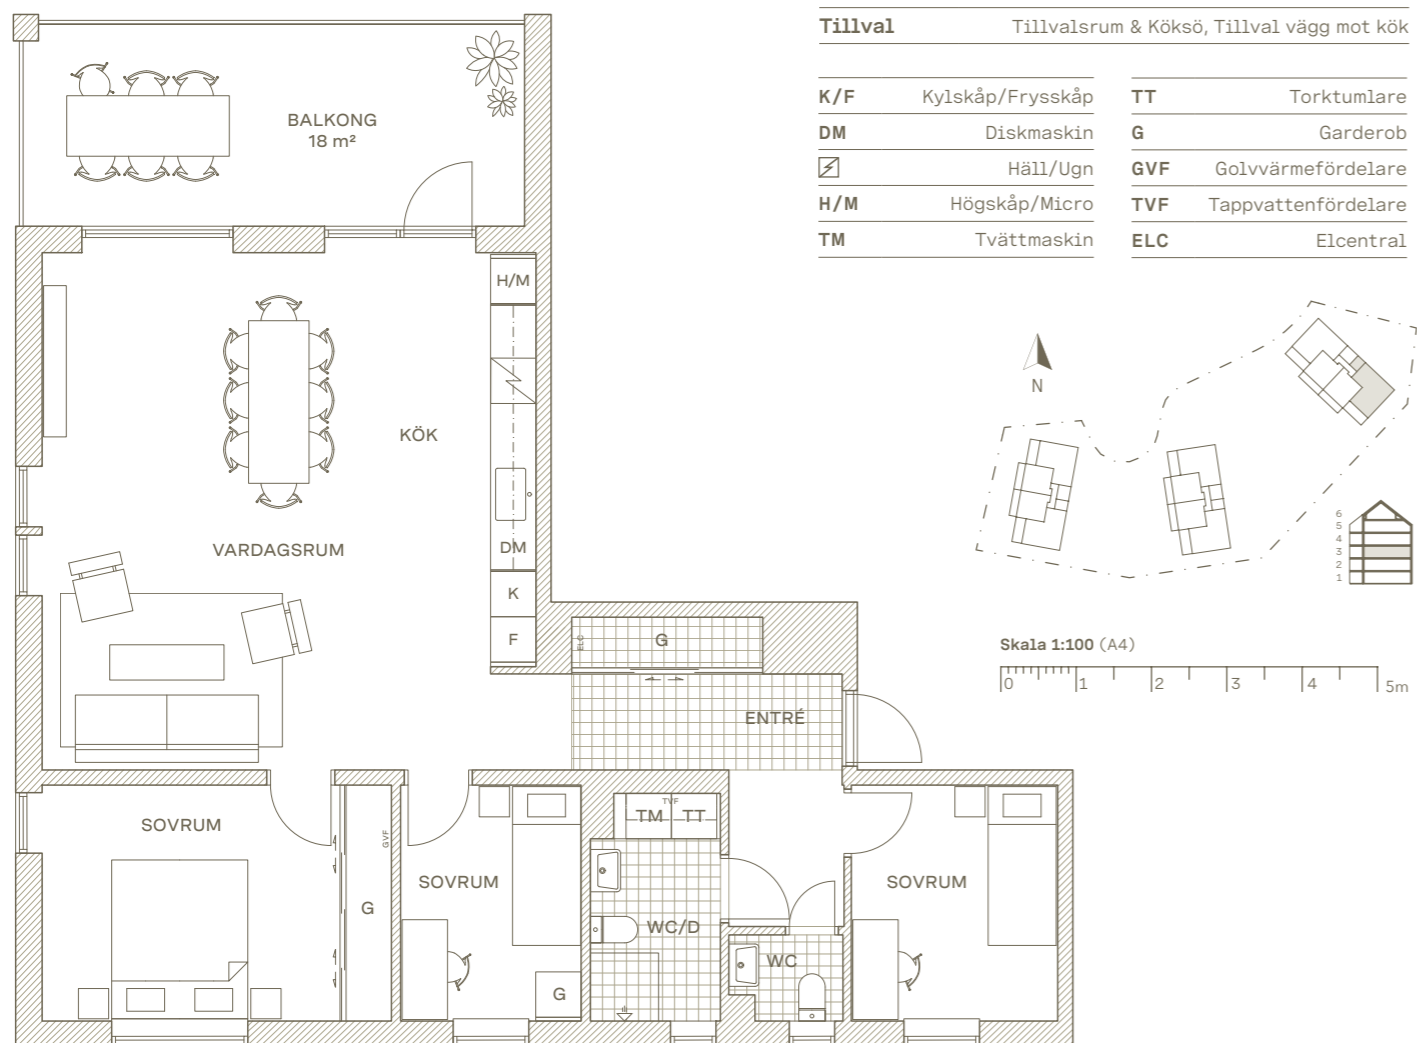 Tillval Tillvalsrum & Köksö, Tillval vägg mot kök
K/F Kylskåp/Frysskåp
DM Diskmaskin
Häll/Ugn
H/M Högskåp/Micro
TM Tvättmaskin
TT Torktumlare
G Garderob
GVF Golvvärmefördelare
TVF Tappvattenfördelare
ELC Elcentral
BALKONG
18 m²
H/M
KÖK
VARDAGSRUM
DM
K
F
ELC
G
ENTRÉ
SOVRUM
GVF
G
SOVRUM
G
TVF
TM
TT
WC/D
WC
SOVRUM
N
6
5
4
3
2
1
Skala 1:100 (A4)
0 1 2 3 4 5m